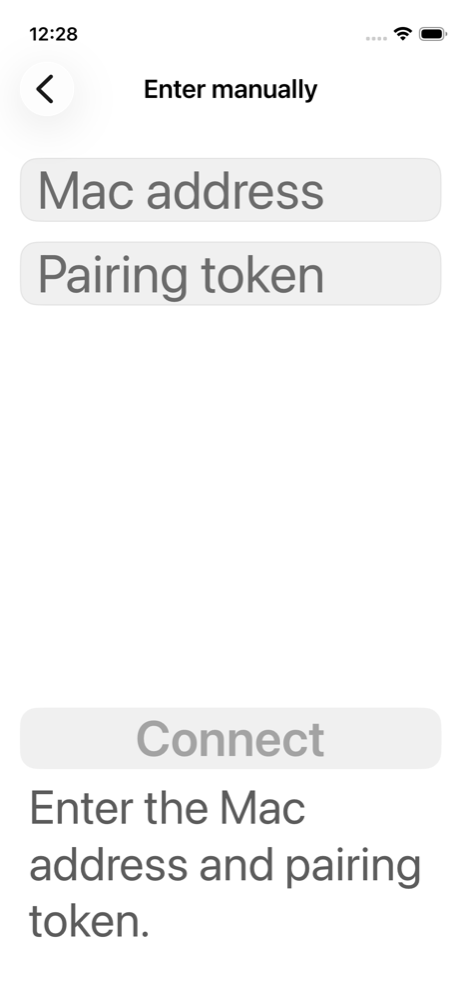 12:28
Enter manually
Mac address
Pairing token
Connect
Enter the Mac
address and pairing
token.